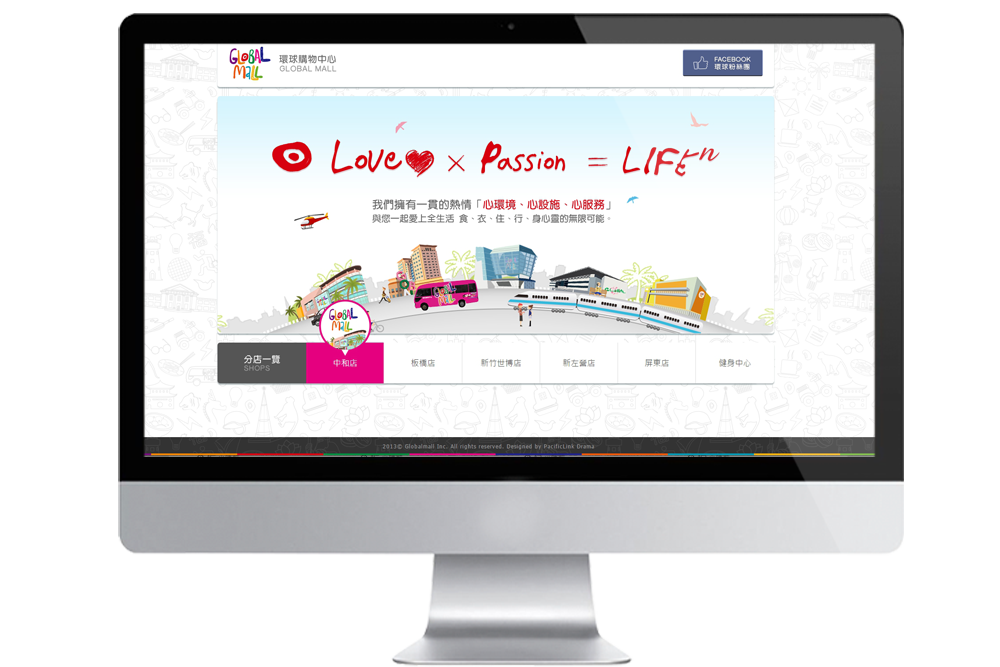 GLOBAL
MALL
環球購物中心
GLOBAL MALL
FACEBOOK
環球粉絲團
Love × Passion = LIFE n
我們擁有一貫的熱情「心環境、心設施、心服務」
與您一起愛上全生活 食、衣、住、行、身心靈的無限可能。
GLOBAL
MALL
GLOBAL
MALL
分店一覽
SHOPS
中和店
板橋店
新竹世博店
新左營店
屏東店
健身中心
2013© Globalmall Inc. All rights reserved. Designed by PacificLink Drama